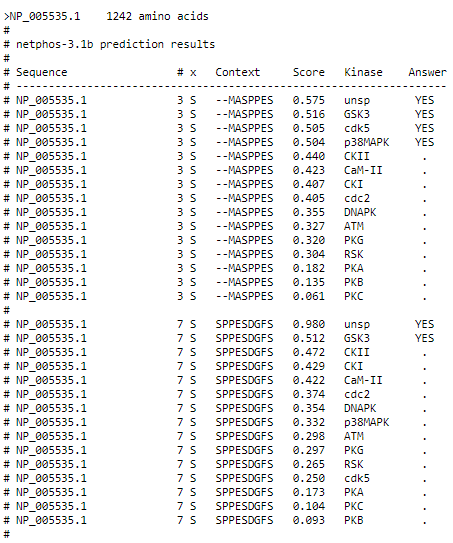 >NP_005535.1    1242 amino acids
#
# netphos-3.1b prediction results
#
# Sequence                # x   Context     Score   Kinase    Answer
# -------------------------------------------------------------------
# NP_005535.1             3 S   --MASPPES   0.575   unsp       YES
# NP_005535.1             3 S   --MASPPES   0.516   GSK3       YES
# NP_005535.1             3 S   --MASPPES   0.505   cdk5       YES
# NP_005535.1             3 S   --MASPPES   0.504   p38MAPK    YES
# NP_005535.1             3 S   --MASPPES   0.440   CKII        .
# NP_005535.1             3 S   --MASPPES   0.423   CaM-II      .
# NP_005535.1             3 S   --MASPPES   0.407   CKI         .
# NP_005535.1             3 S   --MASPPES   0.405   cdc2        .
# NP_005535.1             3 S   --MASPPES   0.355   DNAPK       .
# NP_005535.1             3 S   --MASPPES   0.327   ATM         .
# NP_005535.1             3 S   --MASPPES   0.320   PKG         .
# NP_005535.1             3 S   --MASPPES   0.304   RSK         .
# NP_005535.1             3 S   --MASPPES   0.182   PKA         .
# NP_005535.1             3 S   --MASPPES   0.135   PKB         .
# NP_005535.1             3 S   --MASPPES   0.061   PKC         .
#
# NP_005535.1             7 S   SPPESDGFS   0.980   unsp       YES
# NP_005535.1             7 S   SPPESDGFS   0.512   GSK3       YES
# NP_005535.1             7 S   SPPESDGFS   0.472   CKII        .
# NP_005535.1             7 S   SPPESDGFS   0.429   CKI         .
# NP_005535.1             7 S   SPPESDGFS   0.422   CaM-II      .
# NP_005535.1             7 S   SPPESDGFS   0.374   cdc2        .
# NP_005535.1             7 S   SPPESDGFS   0.354   DNAPK       .
# NP_005535.1             7 S   SPPESDGFS   0.332   p38MAPK     .
# NP_005535.1             7 S   SPPESDGFS   0.298   ATM         .
# NP_005535.1             7 S   SPPESDGFS   0.297   PKG         .
# NP_005535.1             7 S   SPPESDGFS   0.265   RSK         .
# NP_005535.1             7 S   SPPESDGFS   0.250   cdk5        .
# NP_005535.1             7 S   SPPESDGFS   0.173   PKA         .
# NP_005535.1             7 S   SPPESDGFS   0.104   PKC         .
# NP_005535.1             7 S   SPPESDGFS   0.093   PKB         .
#